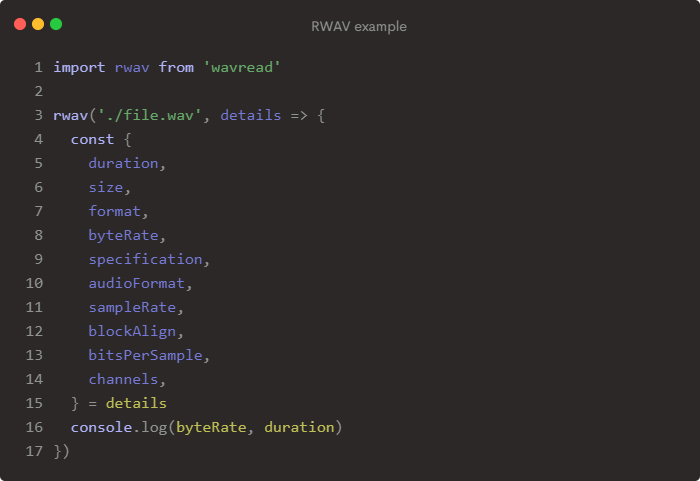 RWAV example
1 import rwav from 'wavread'
2
3 rwav('./file.wav', details => {
4   const {
5     duration,
6     size,
7     format,
8     byteRate,
9     specification,
10     audioFormat,
11     sampleRate,
12     blockAlign,
13     bitsPerSample,
14     channels,
15   } = details
16   console.log(byteRate, duration)
17 })